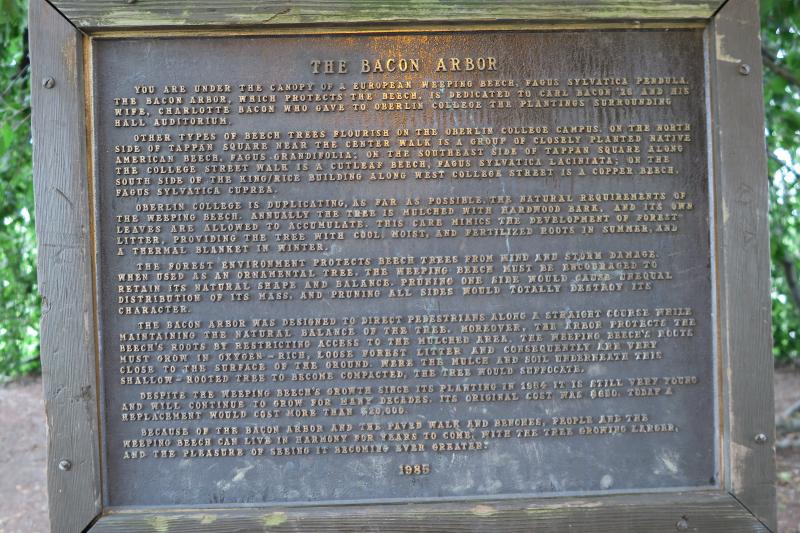 THE BACON ARBOR
YOU ARE UNDER THE CANOPY OF A EUROPEAN WEEPING BEECH, FAGUS SYLVATICA PENDULA.
THE BACON ARBOR, WHICH PROTECTS THE BEECH, IS DEDICATED TO CARL BACON '28 AND HIS
WIFE, CHARLOTTE BACON WHO GAVE TO OBERLIN COLLEGE THE PLANTINGS SURROUNDING
HALL AUDITORIUM.
OTHER TYPES OF BEECH TREES FLOURISH ON THE OBERLIN COLLEGE CAMPUS. ON THE NORTH
SIDE OF TAPPAN SQUARE NEAR THE CENTER WALK IS A GROUP OF CLOSELY PLANTED NATIVE
AMERICAN BEECH, FAGUS GRANDIFOLIA; ON THE SOUTHEAST SIDE OF TAPPAN SQUARE ALONG
THE COLLEGE STREET WALK IS A CUTLEAF BEECH, FAGUS SYLVATICA LACINIATA; ON THE
SOUTH SIDE OF THE KING/RICE BUILDING ALONG WEST COLLEGE STREET IS A COPPER BEECH,
FAGUS SYLVATICA CUPREA.
OBERLIN COLLEGE IS DUPLICATING, AS FAR AS POSSIBLE, THE NATURAL REQUIREMENTS OF
THE WEEPING BEECH. ANNUALLY THE TREE IS MULCHED WITH HARDWOOD BARK, AND ITS OWN
LEAVES ARE ALLOWED TO ACCUMULATE. THIS CARE MIMICS THE DEVELOPMENT OF FOREST
LITTER, PROVIDING THE TREE WITH COOL, MOIST, AND FERTILIZED ROOTS IN SUMMER, AND
A THERMAL BLANKET IN WINTER.
THE FOREST ENVIRONMENT PROTECTS BEECH TREES FROM WIND AND STORM DAMAGE.
WHEN USED AS AN ORNAMENTAL TREE, THE WEEPING BEECH MUST BE ENCOURAGED TO
RETAIN ITS NATURAL SHAPE AND BALANCE. PRUNING ONE SIDE WOULD CAUSE UNEQUAL
DISTRIBUTION OF ITS MASS, AND PRUNING ALL SIDES WOULD TOTALLY DESTROY ITS
CHARACTER.
THE BACON ARBOR WAS DESIGNED TO DIRECT PEDESTRIANS ALONG A STRAIGHT COURSE WHILE
MAINTAINING THE NATURAL BALANCE OF THE TREE. MOREOVER, THE ARBOR PROTECTS THE
BEECH'S ROOTS BY RESTRICTING ACCESS TO THE MULCHED AREA. THE WEEPING BEECH'S ROOTS
MUST GROW IN OXYGEN-RICH, LOOSE FOREST LITTER AND CONSEQUENTLY ARE VERY
CLOSE TO THE SURFACE OF THE GROUND. WERE THE MULCH AND SOIL UNDERNEATH THIS
SHALLOW-ROOTED TREE TO BECOME COMPACTED, THE TREE WOULD SUFFOCATE.
DESPITE THE WEEPING BEECH'S GROWTH SINCE ITS PLANTING IN 1954 IT IS STILL VERY YOUNG
AND WILL CONTINUE TO GROW FOR MANY DECADES. ITS ORIGINAL COST WAS $650. TODAY A
REPLACEMENT WOULD COST MORE THAN $20,000.
BECAUSE OF THE BACON ARBOR AND THE PAVED WALK AND BENCHES, PEOPLE AND THE
WEEPING BEECH CAN LIVE IN HARMONY FOR YEARS TO COME, WITH THE TREE GROWING LARGER,
AND THE PLEASURE OF SEEING IT BECOMING EVER GREATER.
1985